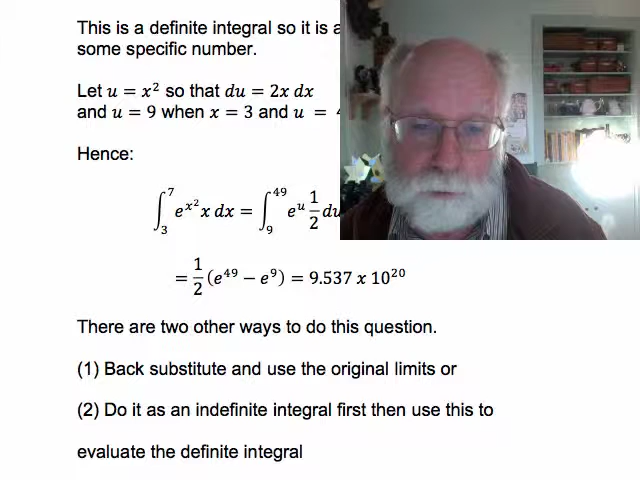 This is a definite integral so it is
some specific number.
Let u = x² so that du = 2x dx
and u = 9 when x = 3 and u =
Hence:
∫₃⁷ e^{x²} x dx = ∫₉⁴⁹ e^u 1/2 du
= 1/2 (e⁴⁹ − e⁹) = 9.537 x 10²⁰
There are two other ways to do this question.
(1) Back substitute and use the original limits or
(2) Do it as an indefinite integral first then use this to
evaluate the definite integral